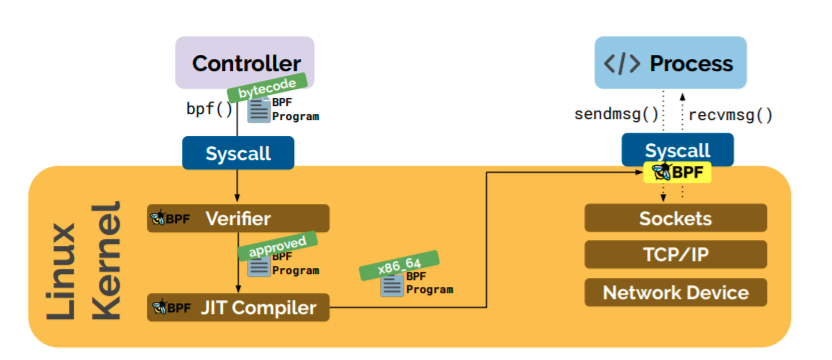 Controller
bytecode
bpf()
BPF
Program
Syscall
Linux
Kernel
BPF
Verifier
approved
BPF
Program
BPF
JIT Compiler
x86_64
BPF
Program
</> Process
sendmsg()
recvmsg()
Syscall
BPF
Sockets
TCP/IP
Network Device